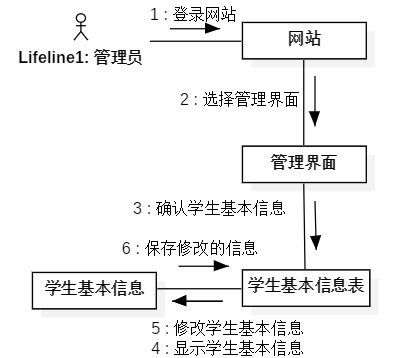 1 : 登录网站
网站
Lifeline1: 管理员
2 : 选择管理界面
管理界面
3 : 确认学生基本信息
6 : 保存修改的信息
学生基本信息
学生基本信息表
5 : 修改学生基本信息
4 : 显示学生基本信息